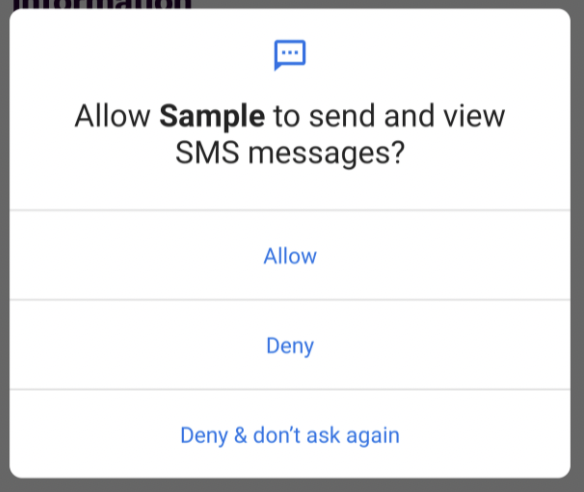 Information
Allow Sample to send and view
SMS messages?
Allow
Deny
Deny & don’t ask again